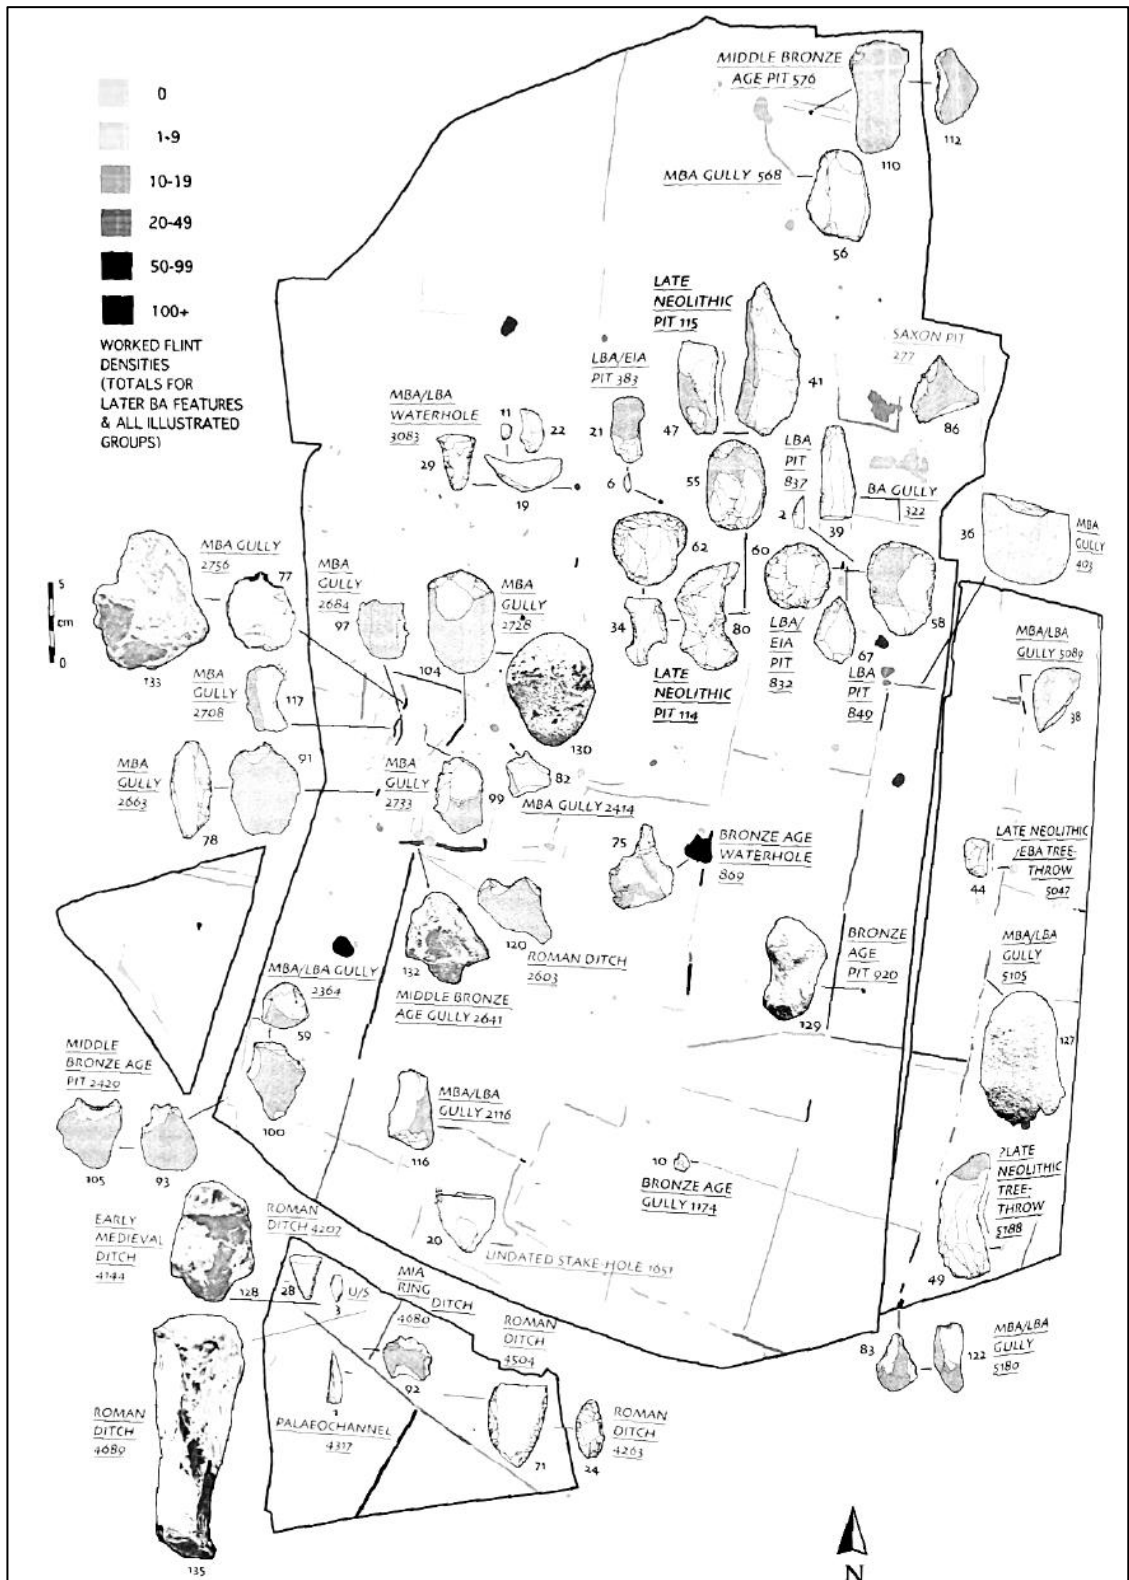 0
1-9
10-19
20-49
50-99
100+
WORKED FLINT
DENSITIES
(TOTALS FOR
LATER BA FEATURES
& ALL ILLUSTRATED
GROUPS)
MIDDLE BRONZE
AGE PIT 576
110
112
MBA GULLY 568
56
LATE
NEOLITHIC
PIT 115
47
41
SAXON PIT
277
86
LBA/EIA
PIT 383
21
6
MBA/LBA
WATERHOLE
3083
11
22
29
19
55
LBA
PIT
837
2
39
BA GULLY
322
36
MBA
GULLY
403
62
60
58
34
80
LATE
NEOLITHIC
PIT 114
LBA/
EIA
PIT
832
67
LBA
PIT
849
MBA/LBA
GULLY 5089
38
5
cm
0
MBA GULLY
2756
77
133
MBA
GULLY
2684
97
MBA
GULLY
2728
104
130
MBA
GULLY
2708
117
MBA
GULLY
2663
78
91
MBA
GULLY
2733
99
82
MBA GULLY 2414
75
BRONZE AGE
WATERHOLE
869
LATE NEOLITHIC
/EBA TREE-
THROW
5047
44
120
ROMAN DITCH
2603
132
MIDDLE BRONZE
AGE GULLY 2641
BRONZE
AGE
PIT 920
129
MBA/LBA
GULLY
5105
127
MBA/LBA GULLY
2364
59
100
MIDDLE
BRONZE AGE
PIT 2429
105
93
MBA/LBA
GULLY 2116
116
10
BRONZE AGE
GULLY 1174
?LATE
NEOLITHIC
TREE-
THROW
5188
49
20
UNDATED STAKE-HOLE 1651
EARLY
MEDIEVAL
DITCH
4144
128
ROMAN
DITCH 4207
28
U/S
3
MIA
RING
DITCH
4680
92
ROMAN
DITCH
4504
71
24
ROMAN
DITCH
4263
83
122
MBA/LBA
GULLY
5180
ROMAN
DITCH
4689
135
1
PALAEOCHANNEL
4317
N